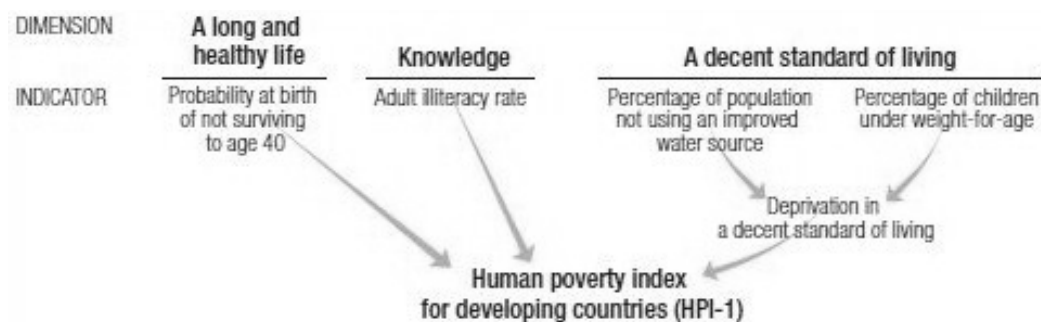 DIMENSION
A long and
healthy life
Knowledge
A decent standard of living
INDICATOR
Probability at birth
of not surviving
to age 40
Adult illiteracy rate
Percentage of population
not using an improved
water source
Percentage of children
under weight-for-age
Deprivation in
a decent standard of living
Human poverty index
for developing countries (HPI-1)